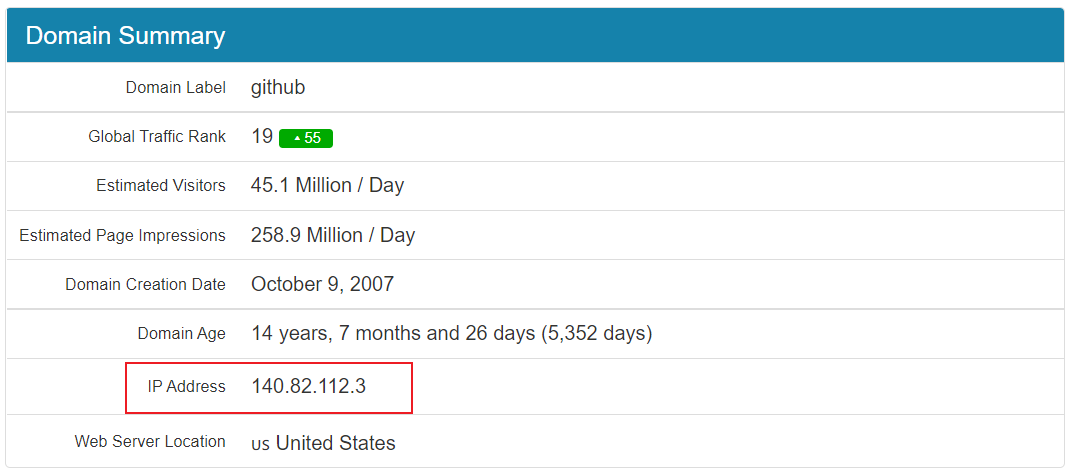 Domain Summary
Domain Label github
Global Traffic Rank 19 ▲ 55
Estimated Visitors 45.1 Million / Day
Estimated Page Impressions 258.9 Million / Day
Domain Creation Date October 9, 2007
Domain Age 14 years, 7 months and 26 days (5,352 days)
IP Address 140.82.112.3
Web Server Location us United States